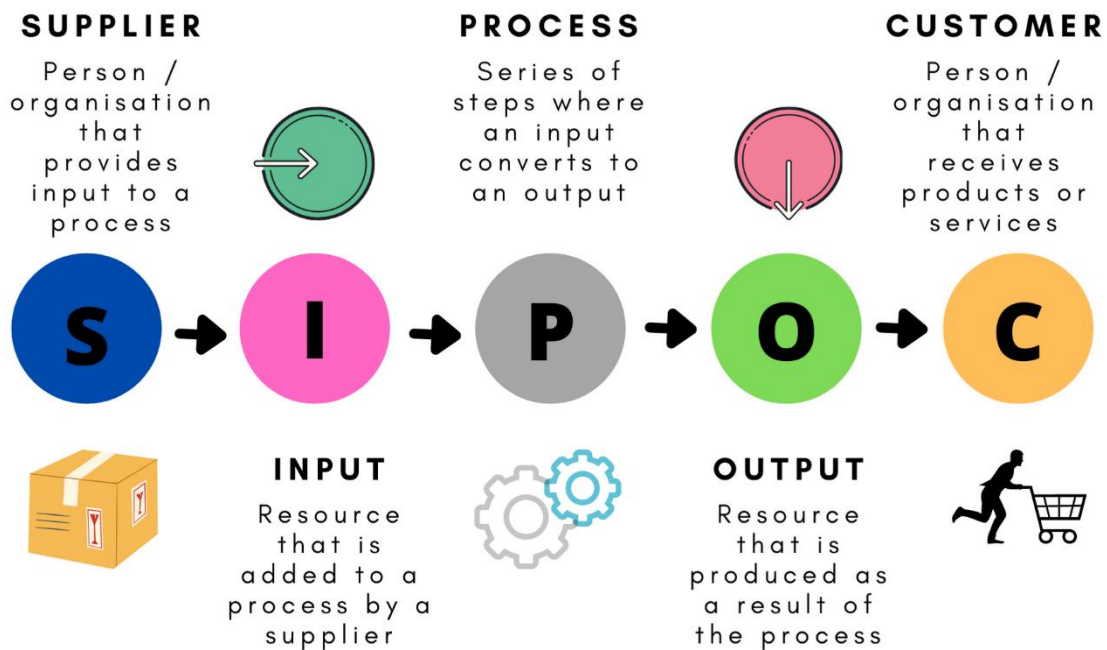 SUPPLIER
Person /
organisation
that
provides
input to a
process
PROCESS
Series of
steps where
an input
converts to
an output
CUSTOMER
Person /
organisation
that
receives
products or
services
S
I
P
O
C
INPUT
Resource
that is
added to a
process by a
supplier
OUTPUT
Resource
that is
produced as
a result of
the process